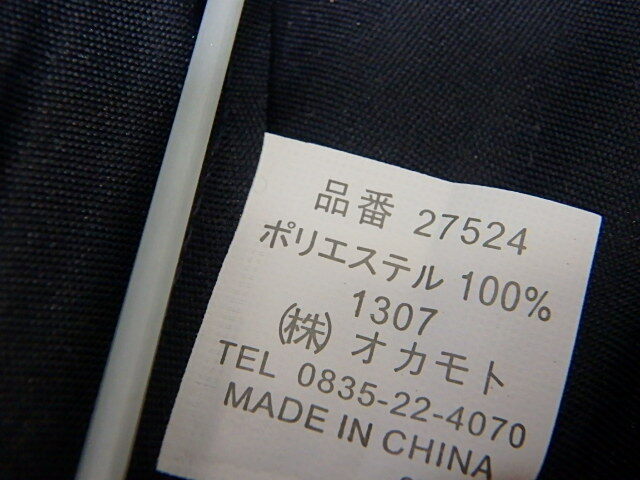 品番 27524
ポリエステル 100%
1307
(株) オカモト
TEL 0835-22-4070
MADE IN CHINA